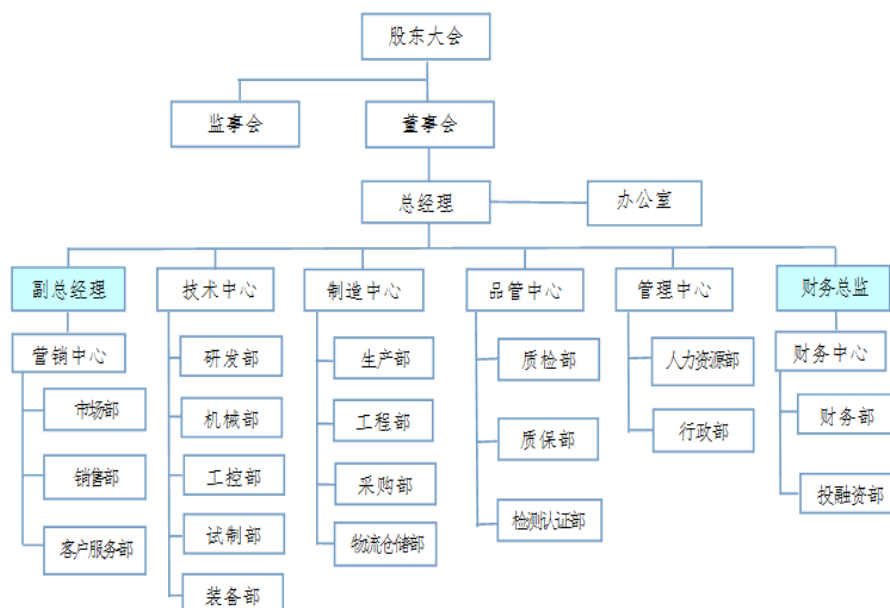 股东大会
监事会
董事会
总经理
办公室
副总经理
技术中心
制造中心
品管中心
管理中心
财务总监
营销中心
研发部
生产部
质检部
人力资源部
财务中心
市场部
机械部
工程部
质保部
行政部
财务部
销售部
工控部
采购部
检测认证部
投融资部
客户服务部
试制部
物流仓储部
装备部